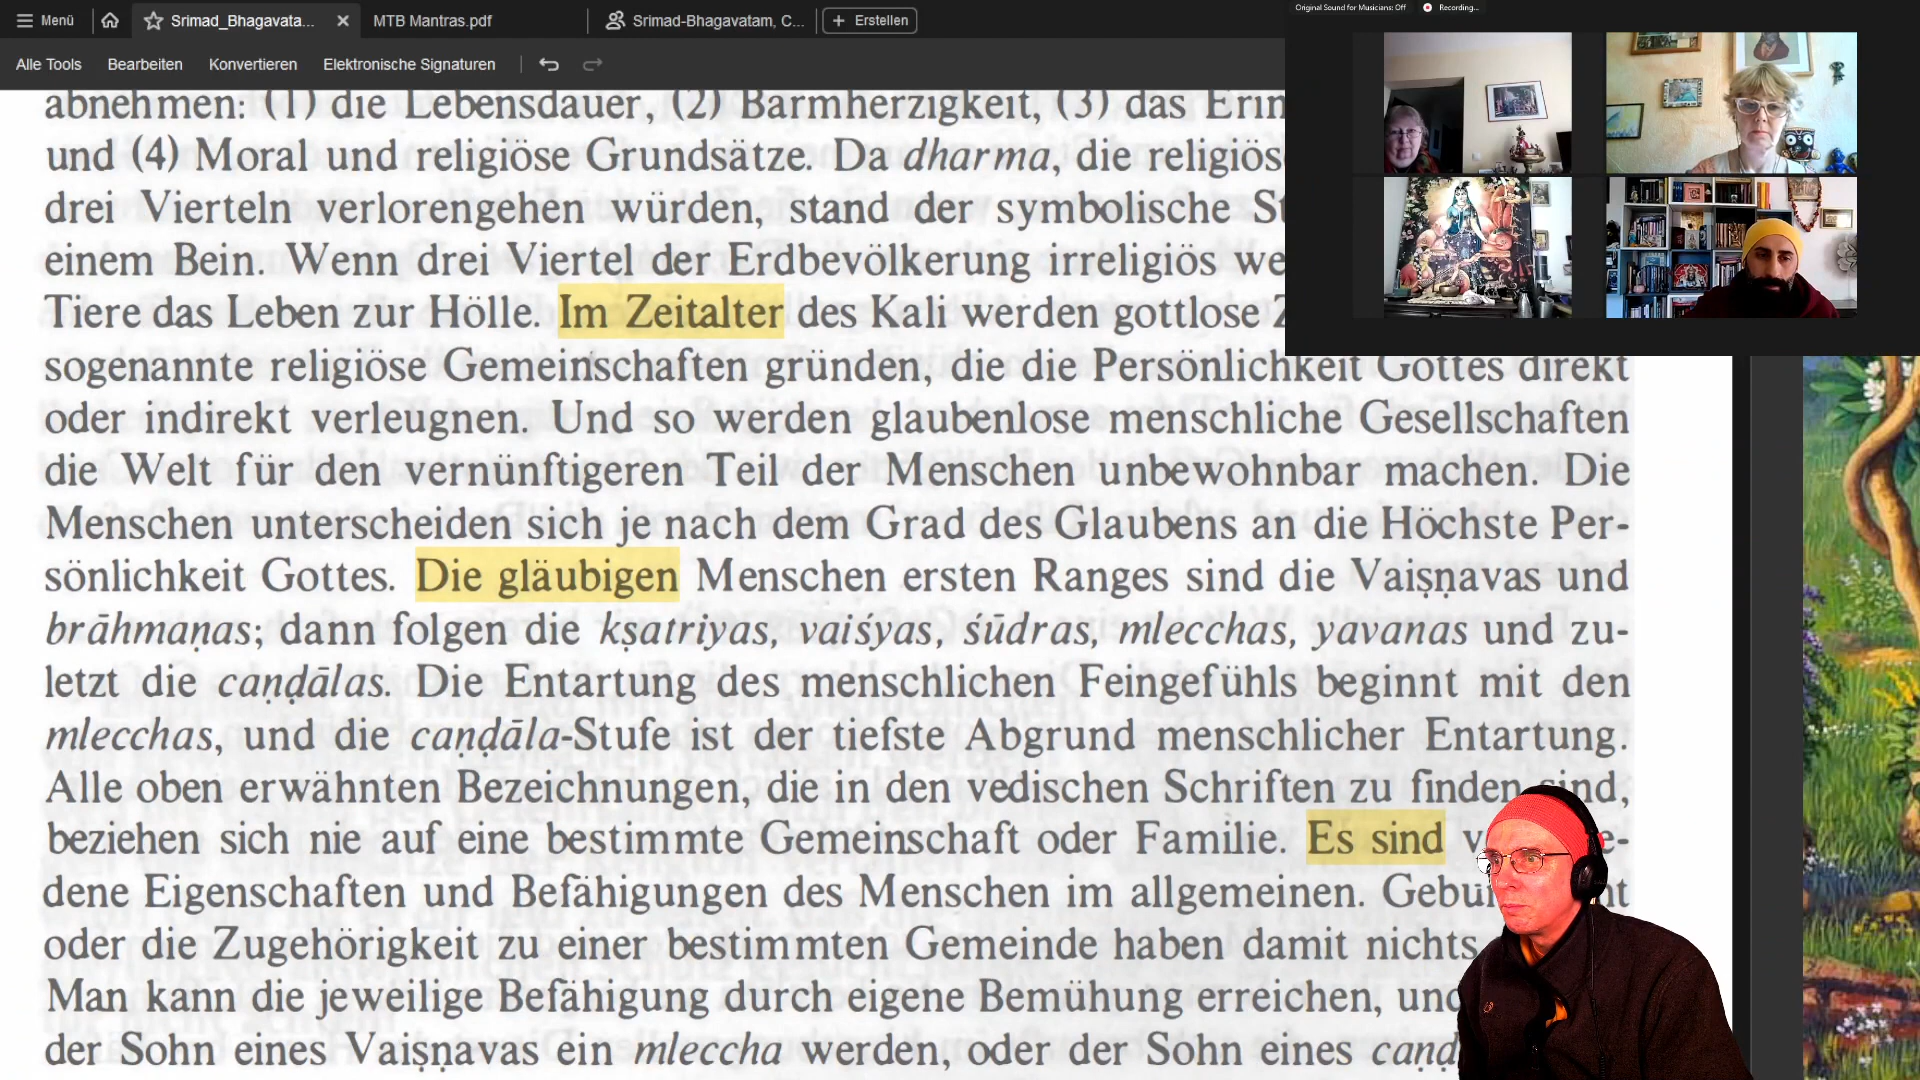 Menü
Srimad_Bhagavata...
MTB Mantras.pdf
Srimad-Bhagavatam, C...
Erstellen
Original Sound for Musicians: Off
Recording...
Alle Tools
Bearbeiten
Konvertieren
Elektronische Signaturen
abnehmen: (1) die Lebensdauer, (2) Barmherzigkeit, (3) das Erin
und (4) Moral und religiöse Grundsätze. Da dharma, die religiös
drei Vierteln verlorengehen würden, stand der symbolische St
einem Bein. Wenn drei Viertel der Erdbevölkerung irreligiös we
Tiere das Leben zur Hölle. Im Zeitalter des Kali werden gottlose Z
sogenannte religiöse Gemeinschaften gründen, die die Persönlichkeit Gottes direkt
oder indirekt verleugnen. Und so werden glaubenlose menschliche Gesellschaften
die Welt für den vernünftigeren Teil der Menschen unbewohnbar machen. Die
Menschen unterscheiden sich je nach dem Grad des Glaubens an die Höchste Per-
sönlichkeit Gottes. Die gläubigen Menschen ersten Ranges sind die Vaiṣṇavas und
brāhmaṇas; dann folgen die kṣatriyas, vaiśyas, śūdras, mlecchas, yavanas und zu-
letzt die caṇḍālas. Die Entartung des menschlichen Feingefühls beginnt mit den
mlecchas, und die caṇḍāla-Stufe ist der tiefste Abgrund menschlicher Entartung.
Alle oben erwähnten Bezeichnungen, die in den vedischen Schriften zu finden sind,
beziehen sich nie auf eine bestimmte Gemeinschaft oder Familie. Es sind v e-
dene Eigenschaften und Befähigungen des Menschen im allgemeinen. Gebu t
oder die Zugehörigkeit zu einer bestimmten Gemeinde haben damit nichts
Man kann die jeweilige Befähigung durch eigene Bemühung erreichen, und
der Sohn eines Vaiṣṇavas ein mleccha werden, oder der Sohn eines caṇḍ